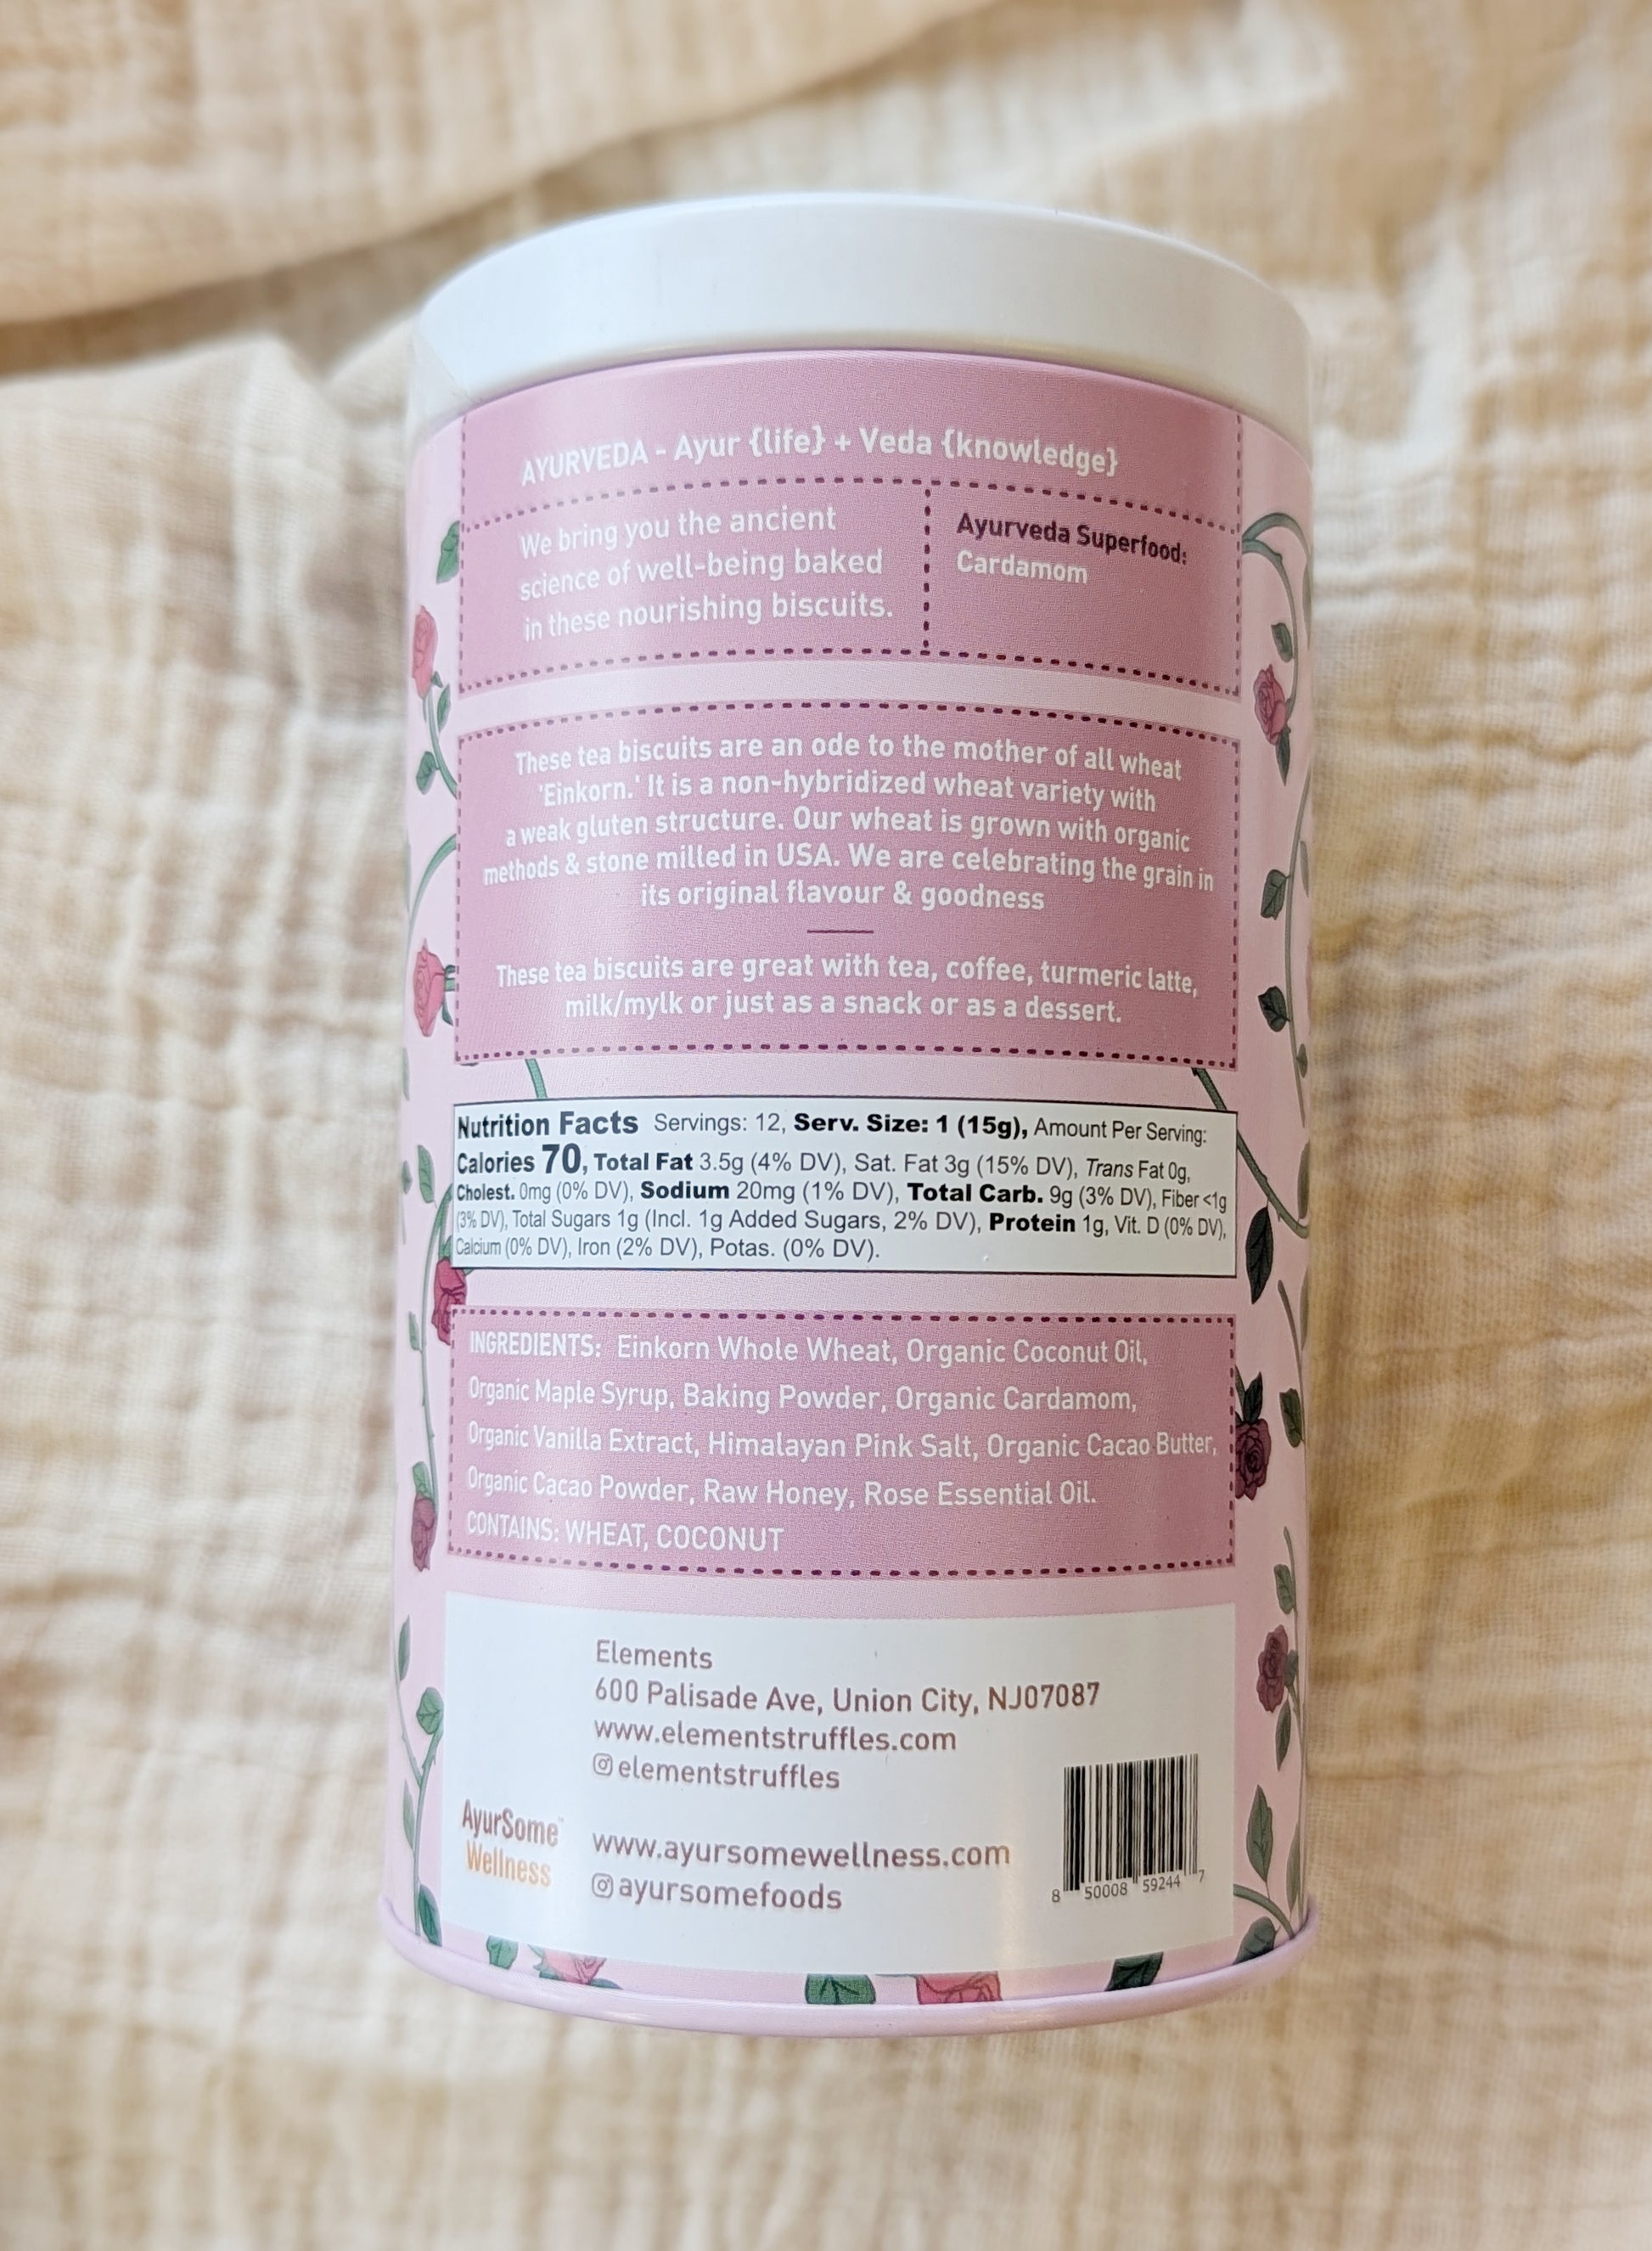 AYURVEDA - Ayur {life} + Veda {knowledge}
We bring you the ancient
science of well-being baked
in these nourishing biscuits.
Ayurveda Superfood:
Cardamom
These tea biscuits are an ode to the mother of all wheat
'Einkorn.' It is a non-hybridized wheat variety with
a weak gluten structure. Our wheat is grown with organic
methods & stone milled in USA. We are celebrating the grain in
its original flavour & goodness
These tea biscuits are great with tea, coffee, turmeric latte,
milk/mylk or just as a snack or as a dessert.
Nutrition Facts Servings: 12, Serv. Size: 1 (15g), Amount Per Serving:
Calories 70, Total Fat 3.5g (4% DV), Sat. Fat 3g (15% DV), Trans Fat 0g,
Cholest. 0mg (0% DV), Sodium 20mg (1% DV), Total Carb. 9g (3% DV), Fiber <1g
(3% DV), Total Sugars 1g (Incl. 1g Added Sugars, 2% DV), Protein 1g, Vit. D (0% DV),
Calcium (0% DV), Iron (2% DV), Potas. (0% DV).
INGREDIENTS: Einkorn Whole Wheat, Organic Coconut Oil,
Organic Maple Syrup, Baking Powder, Organic Cardamom,
Organic Vanilla Extract, Himalayan Pink Salt, Organic Cacao Butter,
Organic Cacao Powder, Raw Honey, Rose Essential Oil.
CONTAINS: WHEAT, COCONUT
Elements
600 Palisade Ave, Union City, NJ07087
www.elementstruffles.com
elementstruffles
AyurSome™
Wellness
www.ayursomewellness.com
ayursomefoods
8 50008 59244 7